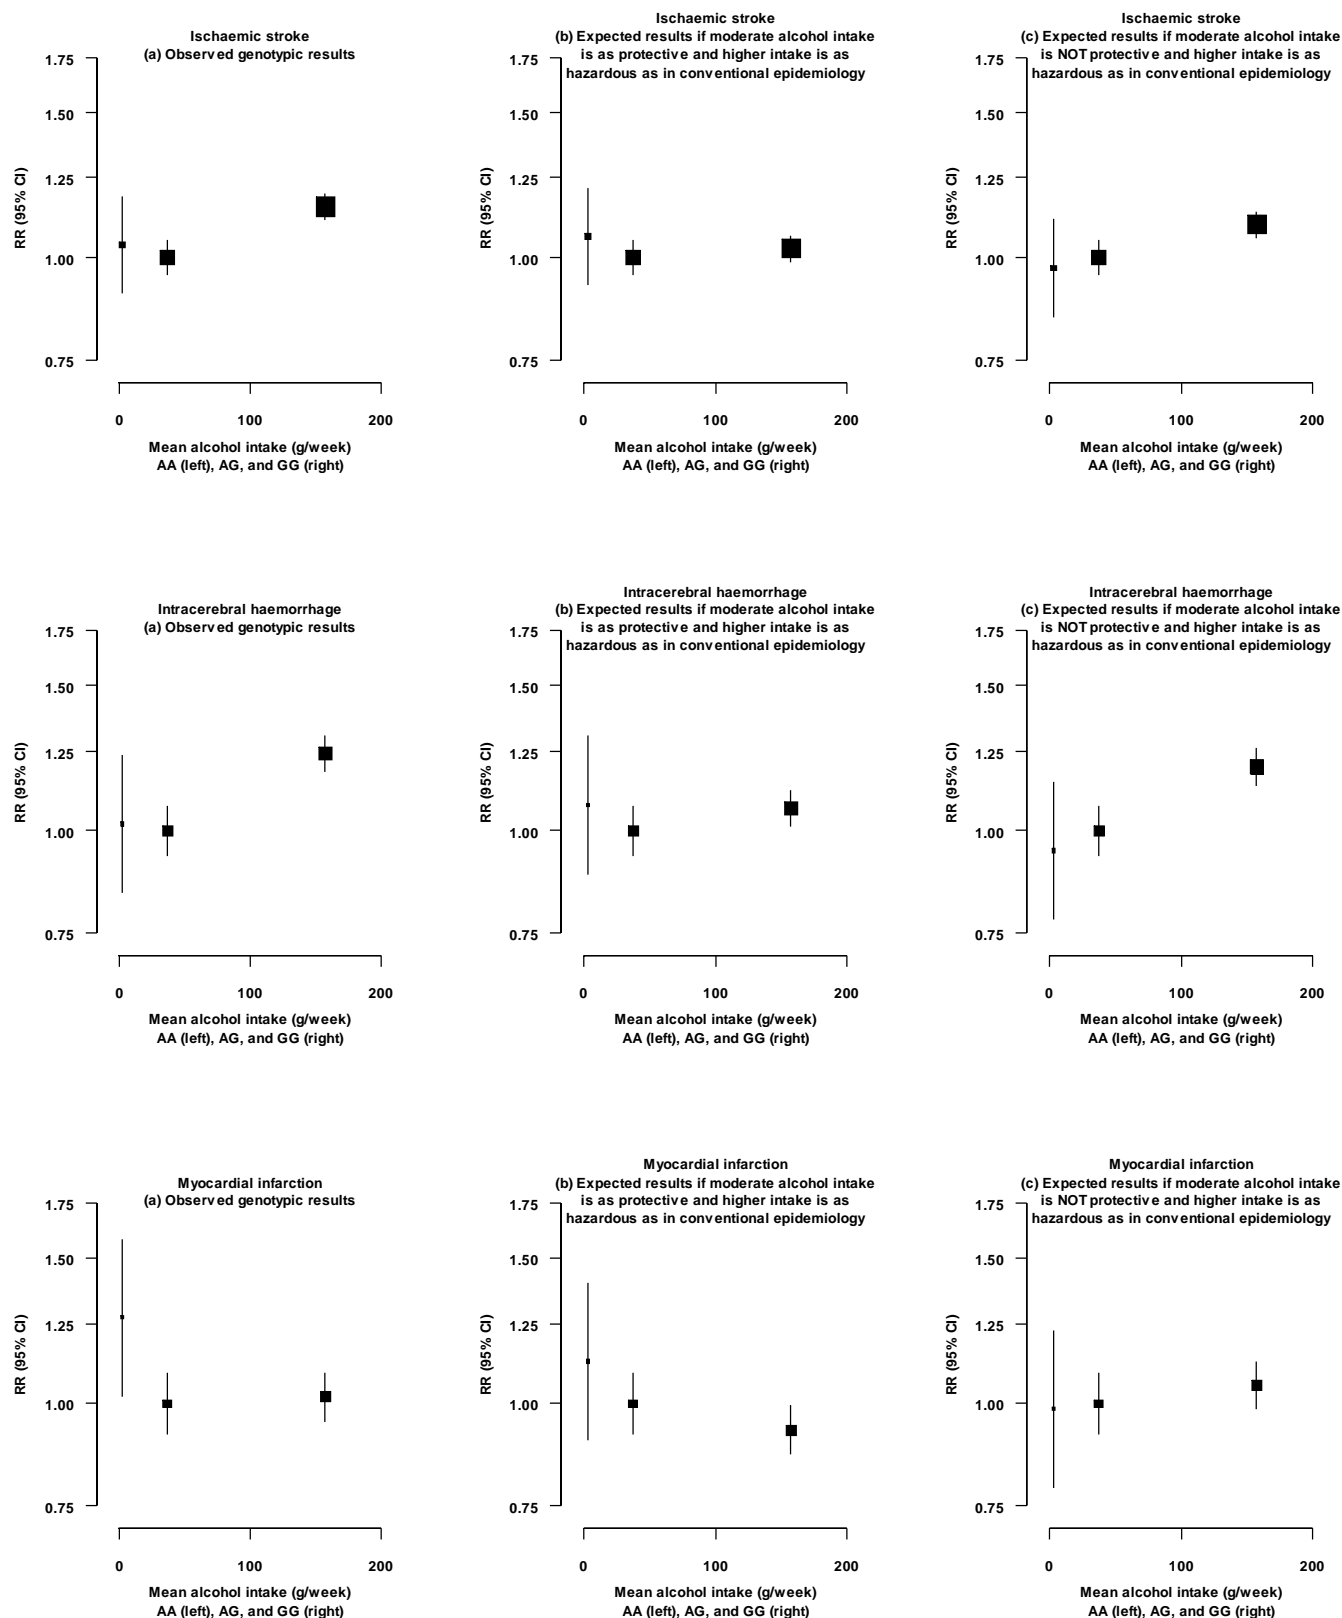 Ischaemic stroke
(a) Observed genotypic results
1.75
1.50
1.25
1.00
0.75
RR (95% CI)
0 100 200
Mean alcohol intake (g/week)
AA (left), AG, and GG (right)
Ischaemic stroke
(b) Expected results if moderate alcohol intake
is as protective and higher intake is as
hazardous as in conventional epidemiology
1.75
1.50
1.25
1.00
0.75
RR (95% CI)
0 100 200
Mean alcohol intake (g/week)
AA (left), AG, and GG (right)
Ischaemic stroke
(c) Expected results if moderate alcohol intake
is NOT protective and higher intake is as
hazardous as in conventional epidemiology
1.75
1.50
1.25
1.00
0.75
RR (95% CI)
0 100 200
Mean alcohol intake (g/week)
AA (left), AG, and GG (right)
Intracerebral haemorrhage
(a) Observed genotypic results
1.75
1.50
1.25
1.00
0.75
RR (95% CI)
0 100 200
Mean alcohol intake (g/week)
AA (left), AG, and GG (right)
Intracerebral haemorrhage
(b) Expected results if moderate alcohol intake
is as protective and higher intake is as
hazardous as in conventional epidemiology
1.75
1.50
1.25
1.00
0.75
RR (95% CI)
0 100 200
Mean alcohol intake (g/week)
AA (left), AG, and GG (right)
Intracerebral haemorrhage
(c) Expected results if moderate alcohol intake
is NOT protective and higher intake is as
hazardous as in conventional epidemiology
1.75
1.50
1.25
1.00
0.75
RR (95% CI)
0 100 200
Mean alcohol intake (g/week)
AA (left), AG, and GG (right)
Myocardial infarction
(a) Observed genotypic results
1.75
1.50
1.25
1.00
0.75
RR (95% CI)
0 100 200
Mean alcohol intake (g/week)
AA (left), AG, and GG (right)
Myocardial infarction
(b) Expected results if moderate alcohol intake
is as protective and higher intake is as
hazardous as in conventional epidemiology
1.75
1.50
1.25
1.00
0.75
RR (95% CI)
0 100 200
Mean alcohol intake (g/week)
AA (left), AG, and GG (right)
Myocardial infarction
(c) Expected results if moderate alcohol intake
is NOT protective and higher intake is as
hazardous as in conventional epidemiology
1.75
1.50
1.25
1.00
0.75
RR (95% CI)
0 100 200
Mean alcohol intake (g/week)
AA (left), AG, and GG (right)